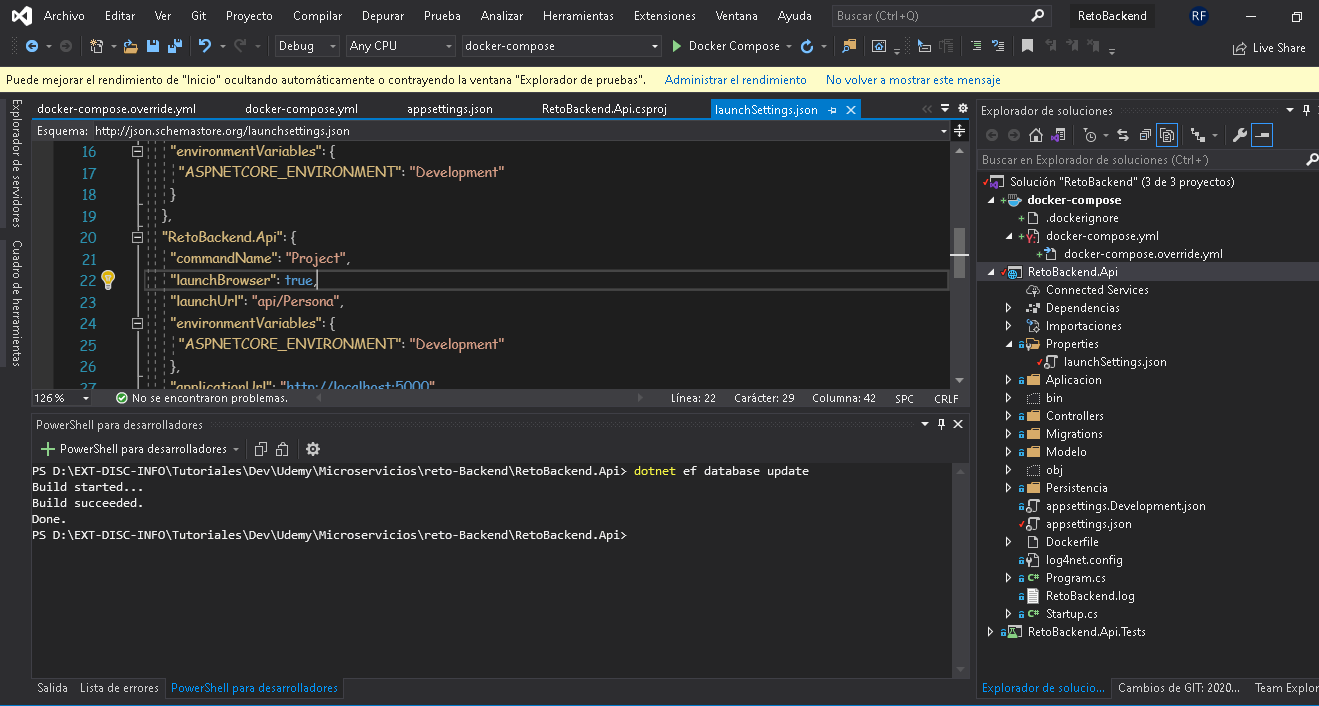 Archivo Editar Ver Git Proyecto Compilar Depurar Prueba Analizar Herramientas Extensiones Ventana Ayuda Buscar (Ctrl+Q) RetoBackend RF
Debug Any CPU docker-compose Docker Compose Live Share
Puede mejorar el rendimiento de "Inicio" ocultando automáticamente o contrayendo la ventana "Explorador de pruebas". Administrar el rendimiento No volver a mostrar este mensaje
Explorador de servidores
Cuadro de herramientas
docker-compose.override.yml docker-compose.yml appsettings.json RetoBackend.Api.csproj launchSettings.json
Esquema: http://json.schemastore.org/launchsettings.json
16 "environmentVariables": {
17 "ASPNETCORE_ENVIRONMENT": "Development"
18 }
19 },
20 "RetoBackend.Api": {
21 "commandName": "Project",
22 "launchBrowser": true,
23 "launchUrl": "api/Persona",
24 "environmentVariables": {
25 "ASPNETCORE_ENVIRONMENT": "Development"
26 },
27 "applicationUrl": "http://localhost:5000"
126 % No se encontraron problemas. Línea: 22 Carácter: 29 Columna: 42 SPC CRLF
PowerShell para desarrolladores
PowerShell para desarrolladores
PS D:\EXT-DISC-INFO\Tutoriales\Dev\Udemy\Microservicios\reto-Backend\RetoBackend.Api> dotnet ef database update
Build started...
Build succeeded.
Done.
PS D:\EXT-DISC-INFO\Tutoriales\Dev\Udemy\Microservicios\reto-Backend\RetoBackend.Api>
Salida Lista de errores PowerShell para desarrolladores
Explorador de soluciones
Buscar en Explorador de soluciones (Ctrl+´)
Solución "RetoBackend" (3 de 3 proyectos)
docker-compose
.dockerignore
docker-compose.yml
docker-compose.override.yml
RetoBackend.Api
Connected Services
Dependencias
Importaciones
Properties
launchSettings.json
Aplicacion
bin
Controllers
Migrations
Modelo
obj
Persistencia
appsettings.Development.json
appsettings.json
Dockerfile
log4net.config
C# Program.cs
RetoBackend.log
C# Startup.cs
RetoBackend.Api.Tests
Explorador de solucio... Cambios de GIT: 2020... Team Explor